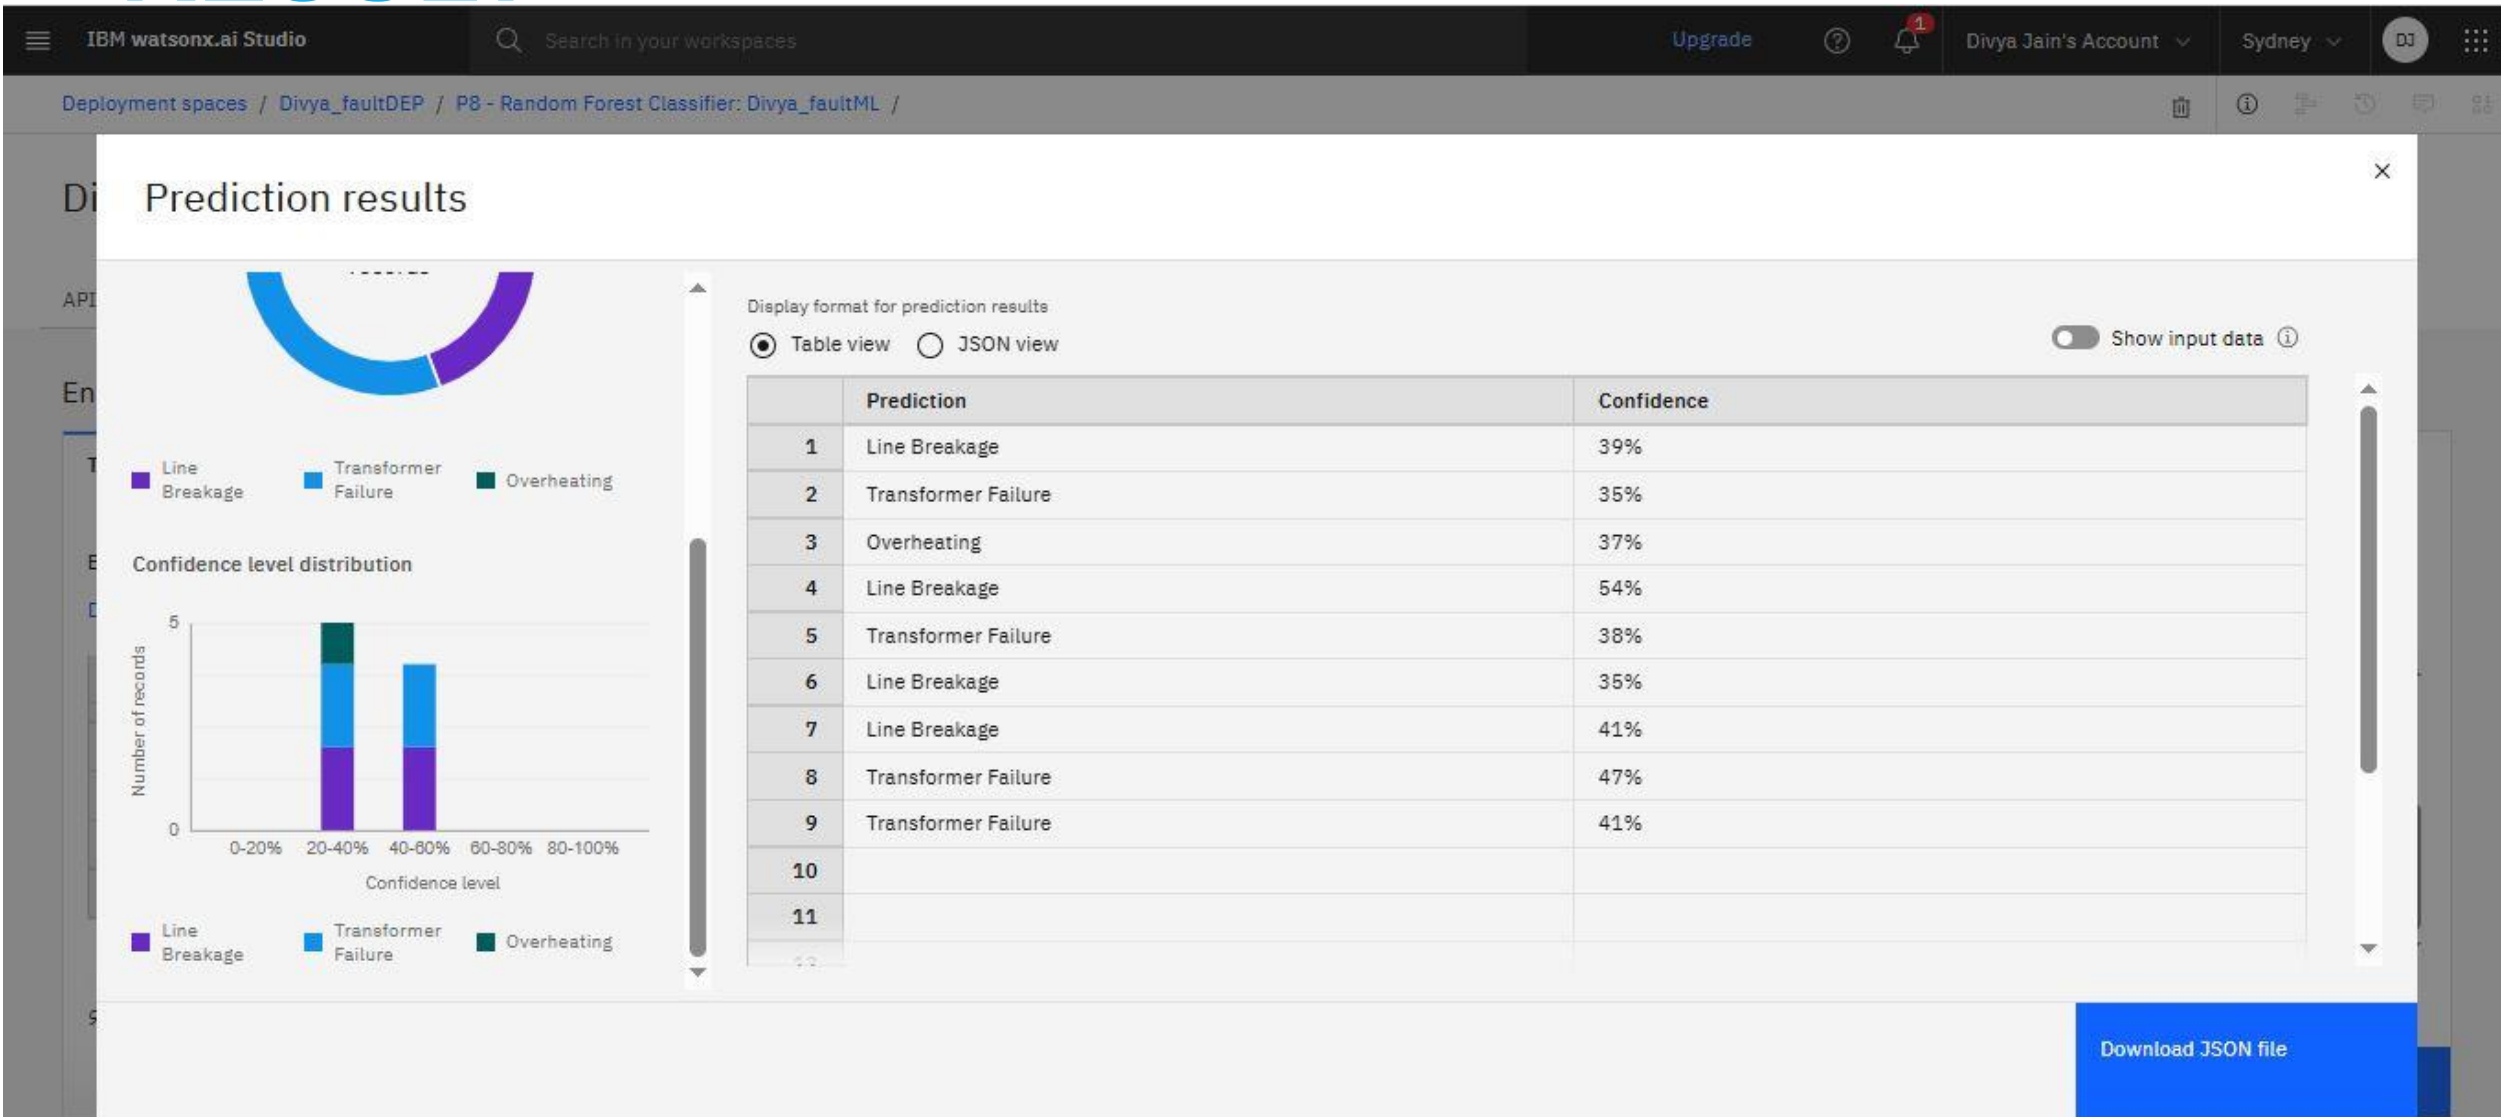 IBM watsonx.ai Studio
Search in your workspaces
Upgrade
1
Divya Jain's Account
Sydney
DJ
Deployment spaces / Divya_faultDEP / P8 - Random Forest Classifier: Divya_faultML /
Di
Prediction results
API
En
Display format for prediction results
Table view
JSON view
Show input data
Line Breakage
Transformer Failure
Overheating
Confidence level distribution
5
Number of records
0
0-20% 20-40% 40-60% 60-80% 80-100%
Confidence level
Line Breakage
Transformer Failure
Overheating
Prediction Confidence
1 Line Breakage 39%
2 Transformer Failure 35%
3 Overheating 37%
4 Line Breakage 54%
5 Transformer Failure 38%
6 Line Breakage 35%
7 Line Breakage 41%
8 Transformer Failure 47%
9 Transformer Failure 41%
10
11
Download JSON file